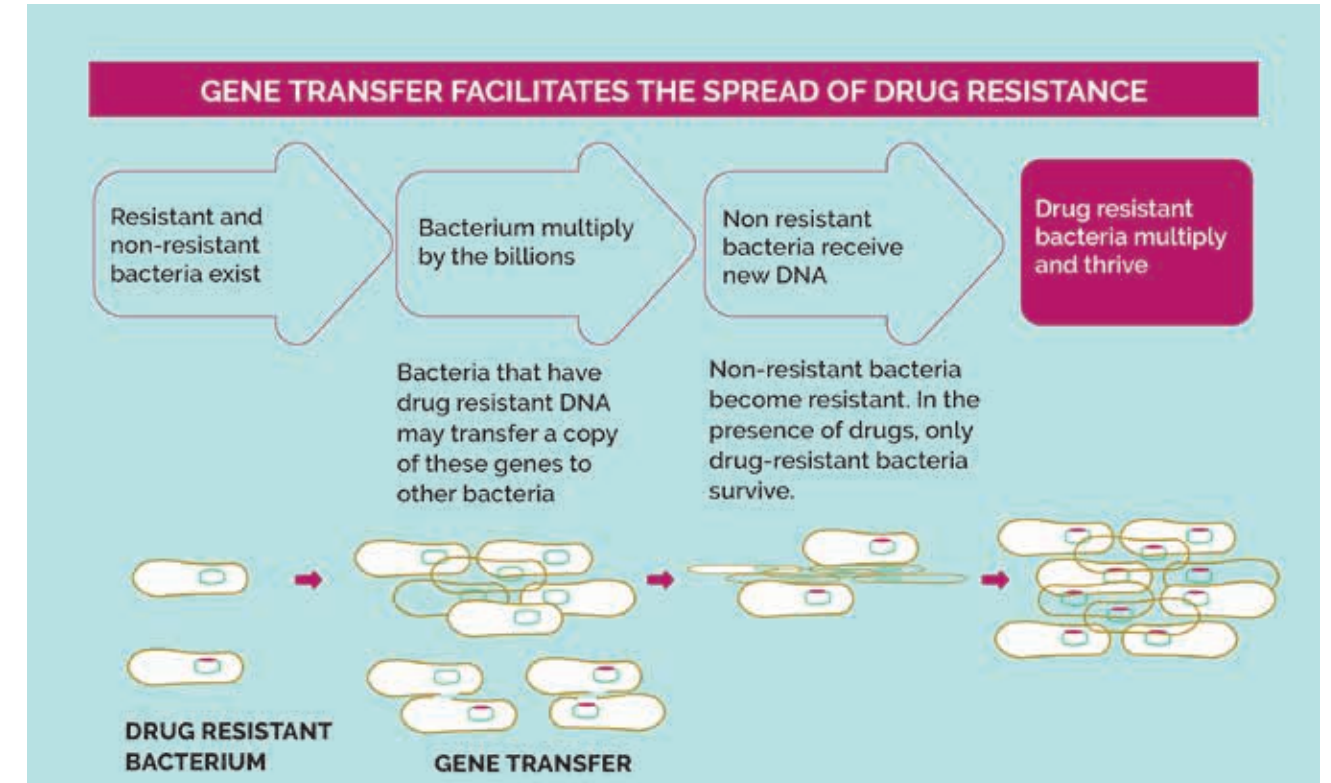 GENE TRANSFER FACILITATES THE SPREAD OF DRUG RESISTANCE
Resistant and
non-resistant
bacteria exist
Bacterium multiply
by the billions
Non resistant
bacteria receive
new DNA
Drug resistant
bacteria multiply
and thrive
Bacteria that have
drug resistant DNA
may transfer a copy
of these genes to
other bacteria
Non-resistant bacteria
become resistant. In the
presence of drugs, only
drug-resistant bacteria
survive.
DRUG RESISTANT
BACTERIUM
GENE TRANSFER